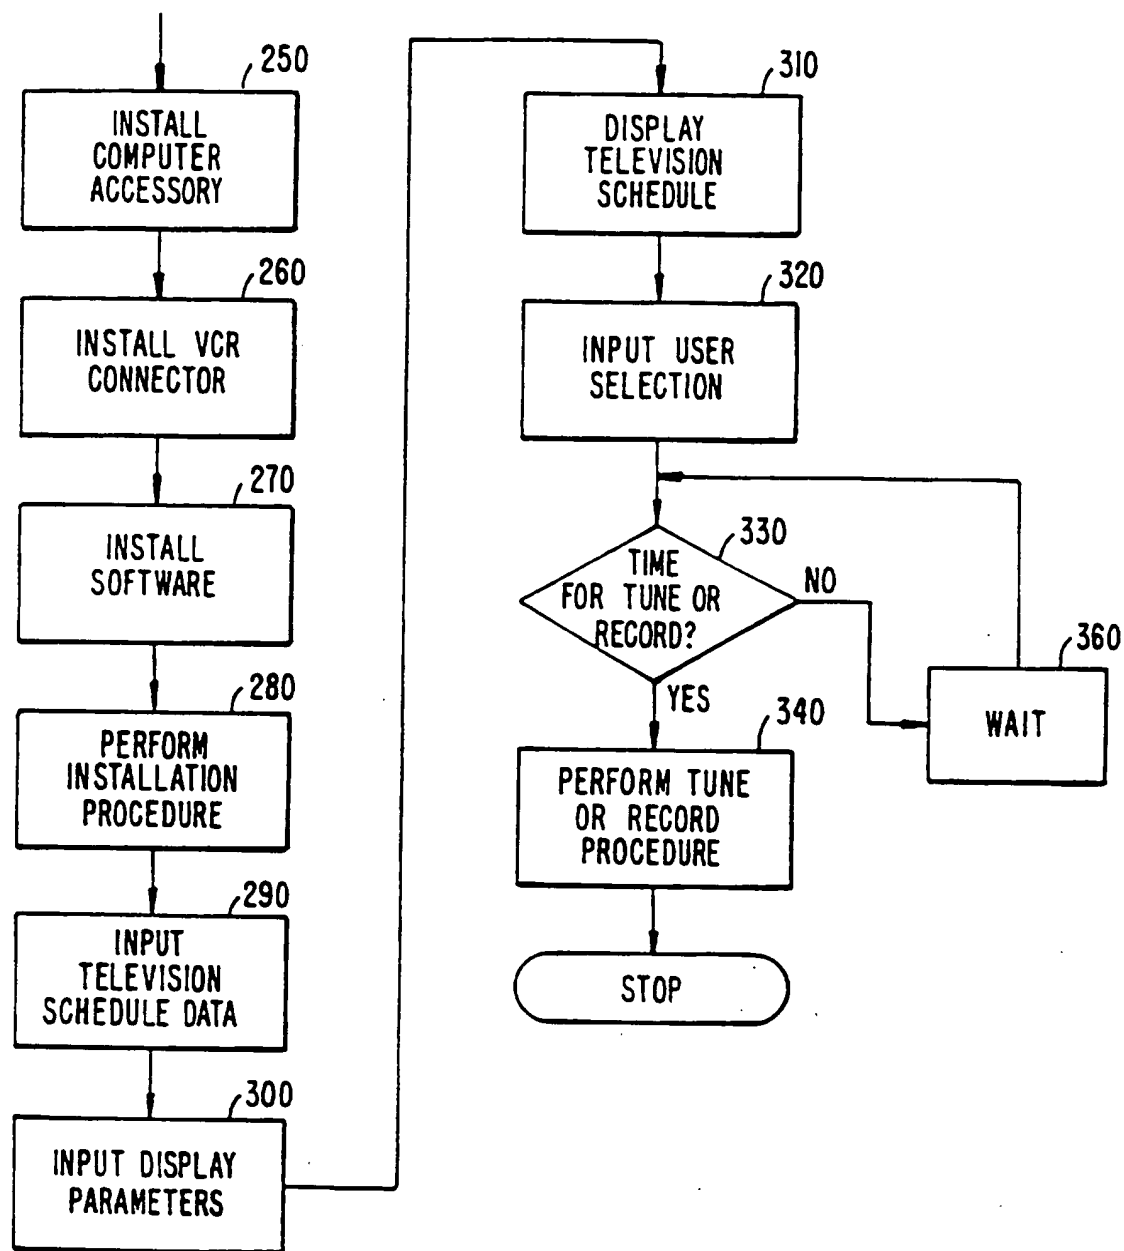 250
INSTALL
COMPUTER
ACCESSORY
260
INSTALL VCR
CONNECTOR
270
INSTALL
SOFTWARE
280
PERFORM
INSTALLATION
PROCEDURE
290
INPUT
TELEVISION
SCHEDULE DATA
300
INPUT DISPLAY
PARAMETERS
310
DISPLAY
TELEVISION
SCHEDULE
320
INPUT USER
SELECTION
330
TIME
FOR TUNE OR
RECORD?
NO
YES
360
WAIT
340
PERFORM TUNE
OR RECORD
PROCEDURE
STOP